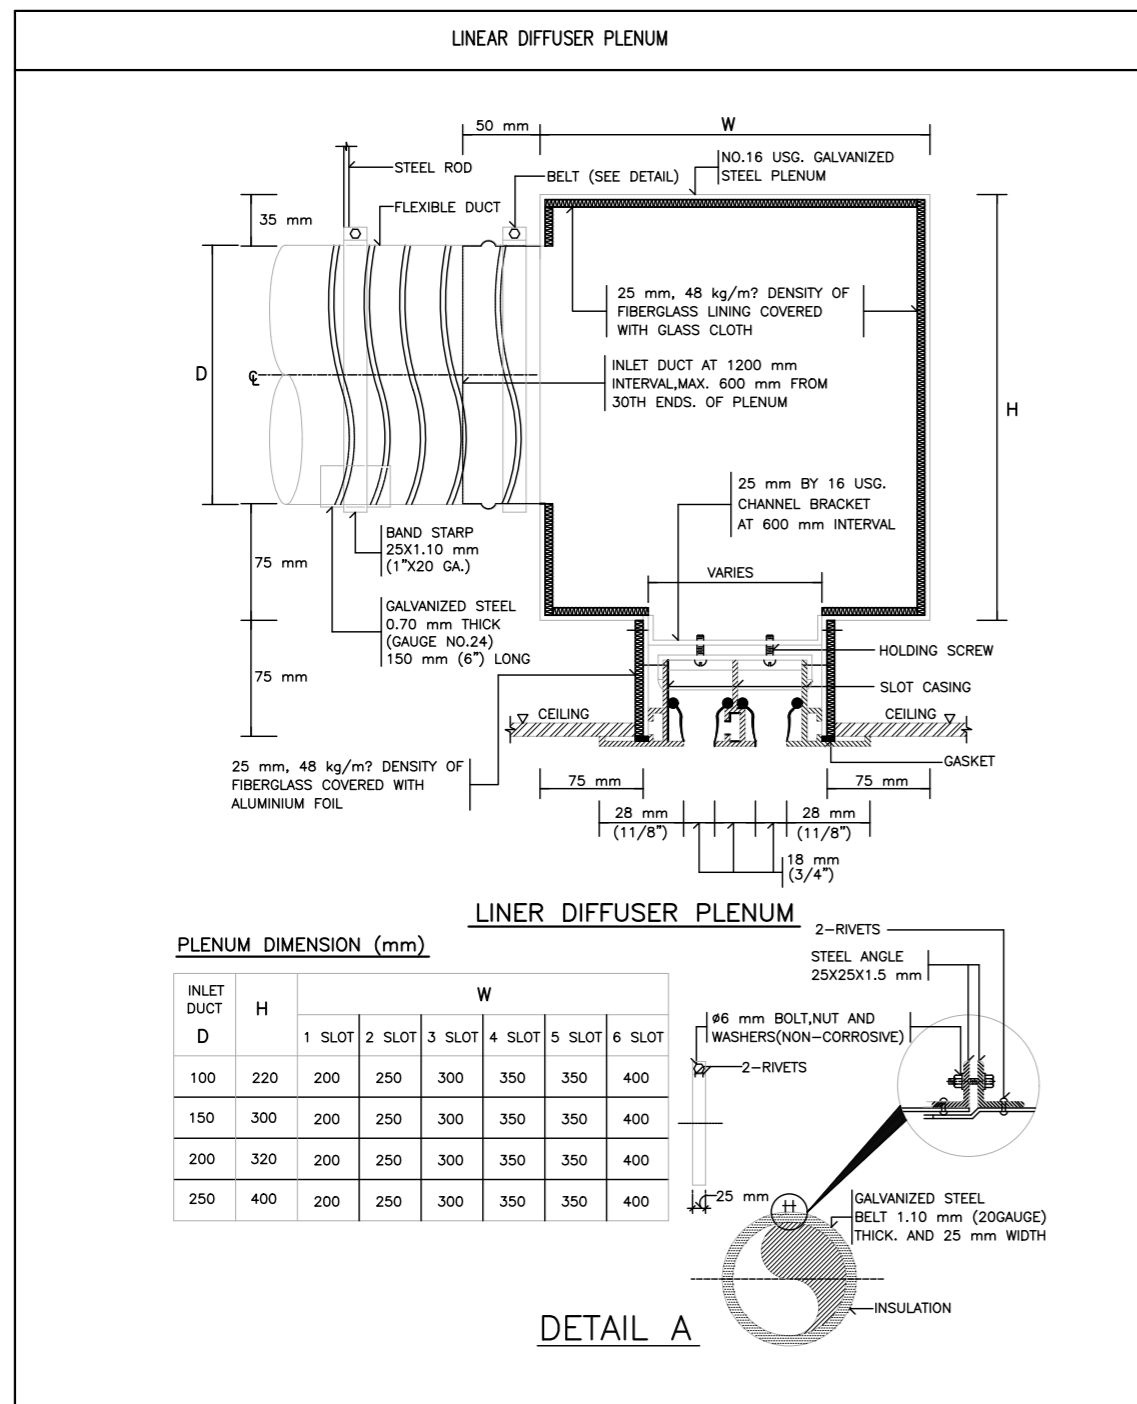 LINEAR DIFFUSER PLENUM
50 mm
W
STEEL ROD
BELT (SEE DETAIL)
NO.16 USG. GALVANIZED
STEEL PLENUM
35 mm
FLEXIBLE DUCT
25 mm, 48 kg/m? DENSITY OF
FIBERGLASS LINING COVERED
WITH GLASS CLOTH
D
℄
INLET DUCT AT 1200 mm
INTERVAL,MAX. 600 mm FROM
30TH ENDS. OF PLENUM
H
25 mm BY 16 USG.
CHANNEL BRACKET
AT 600 mm INTERVAL
BAND STARP
25X1.10 mm
(1"X20 GA.)
75 mm
VARIES
GALVANIZED STEEL
0.70 mm THICK
(GAUGE NO.24)
150 mm (6") LONG
75 mm
HOLDING SCREW
SLOT CASING
CEILING
CEILING
GASKET
25 mm, 48 kg/m? DENSITY OF
FIBERGLASS COVERED WITH
ALUMINIUM FOIL
75 mm
75 mm
28 mm
(11/8")
28 mm
(11/8")
18 mm
(3/4")
LINER DIFFUSER PLENUM
PLENUM DIMENSION (mm)
INLET
DUCT
D
H
W
1 SLOT 2 SLOT 3 SLOT 4 SLOT 5 SLOT 6 SLOT
100 220 200 250 300 350 350 400
150 300 200 250 300 350 350 400
200 320 200 250 300 350 350 400
250 400 200 250 300 350 350 400
2-RIVETS
STEEL ANGLE
25X25X1.5 mm
ø6 mm BOLT,NUT AND
WASHERS(NON-CORROSIVE)
2-RIVETS
25 mm
GALVANIZED STEEL
BELT 1.10 mm (20GAUGE)
THICK. AND 25 mm WIDTH
INSULATION
DETAIL A